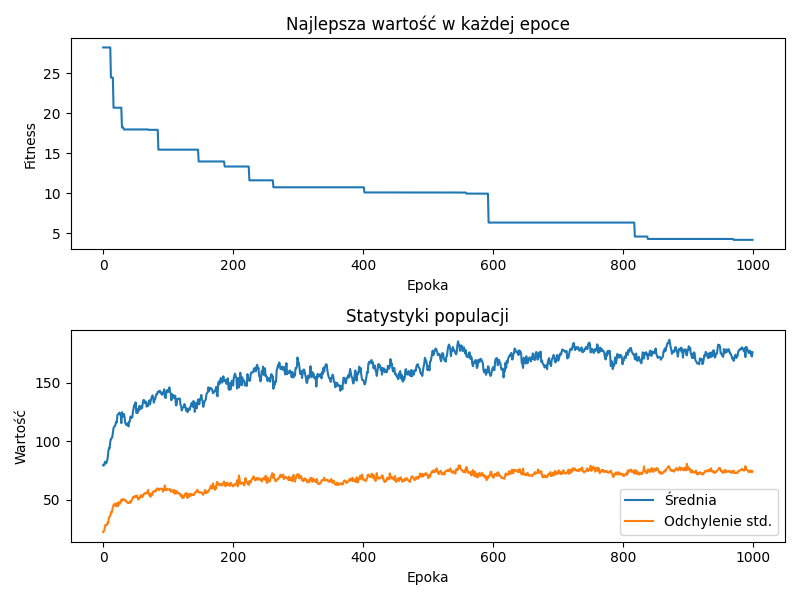 Najlepsza wartość w każdej epoce
25
20
15
10
5
Fitness
0 200 400 600 800 1000
Epoka
Statystyki populacji
150
100
50
Wartość
Średnia
Odchylenie std.
0 200 400 600 800 1000
Epoka